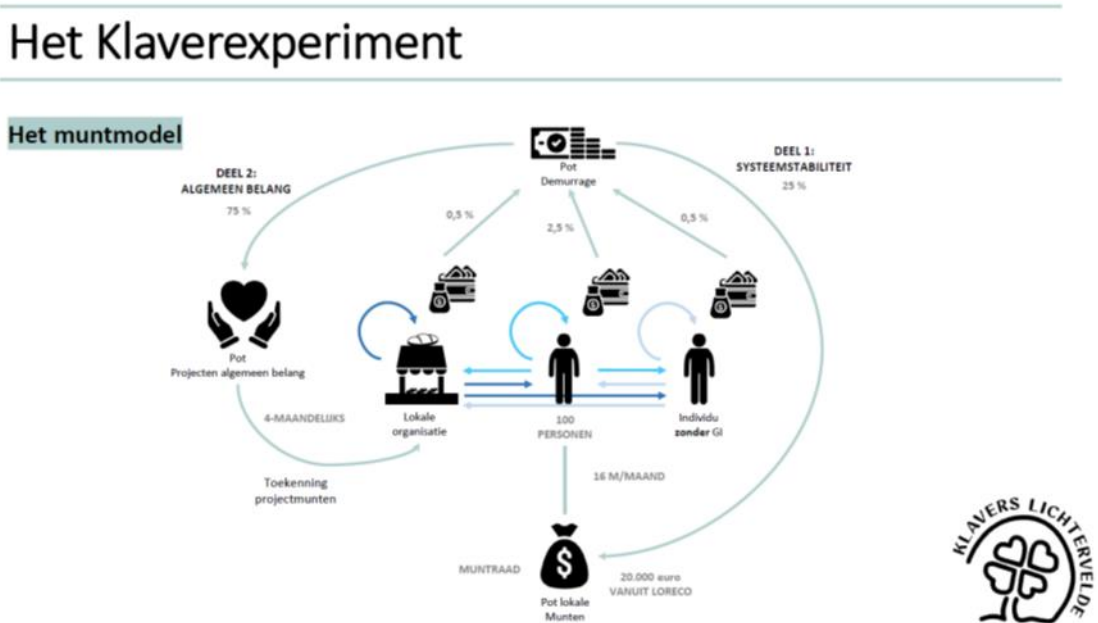 Het Klaverexperiment
Het muntmodel
Pot
Demurrage
DEEL 1:
SYSTEEMSTABILITEIT
25 %
DEEL 2:
ALGEMEEN BELANG
75 %
0,5 %
2,5 %
0,5 %
Pot
Projecten algemeen belang
4-MAANDELIJKS
Toekenning
projectmunten
Lokale
organisatie
100
PERSONEN
Individu
zonder GI
16 M/MAAND
MUNTRAAD
$
20.000 euro
VANUIT LORECO
Pot lokale
Munten
KLAVERS LICHTERVELDE